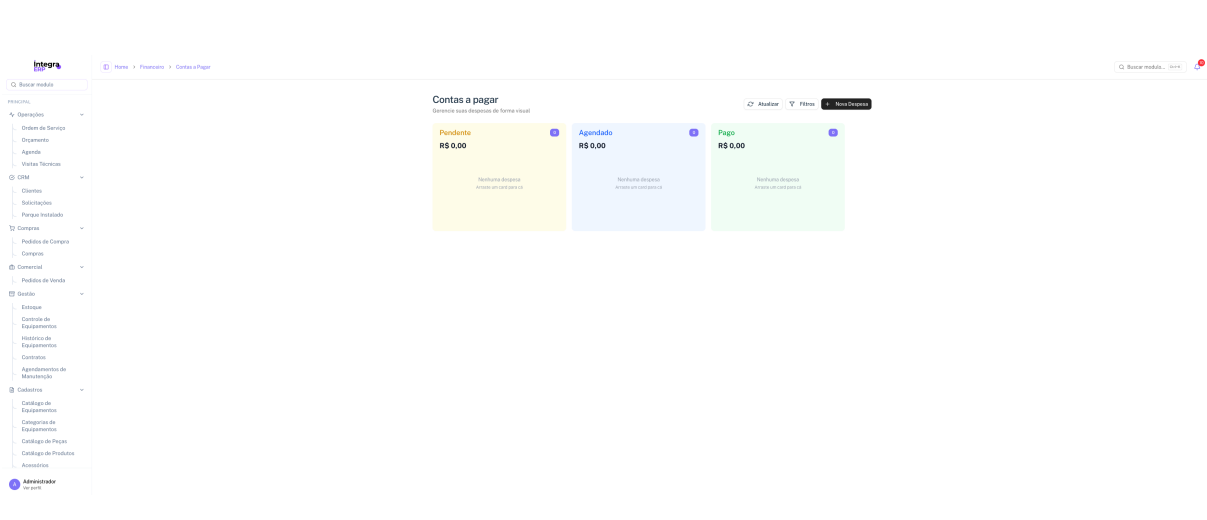 integra
ERP
Buscar modulo
PRINCIPAL
Operações
Ordem de Serviço
Orçamento
Agenda
Visitas Técnicas
CRM
Clientes
Solicitações
Parque Instalado
Compras
Pedidos de Compra
Compras
Comercial
Pedidos de Venda
Gestão
Estoque
Controle de
Equipamentos
Histórico de
Equipamentos
Contratos
Agendamentos de
Manutenção
Cadastros
Catálogo de
Equipamentos
Categorias de
Equipamentos
Catálogo de Peças
Catálogo de Produtos
Acessórios
A
Administrador
Ver perfil
Home > Financeiro > Contas a Pagar
Buscar modulo...
Contas a pagar
Gerencie suas despesas de forma visual
Atualizar
Filtros
+ Nova Despesa
Pendente 0
R$ 0,00
Nenhuma despesa
Arraste um card para cá
Agendado 0
R$ 0,00
Nenhuma despesa
Arraste um card para cá
Pago 0
R$ 0,00
Nenhuma despesa
Arraste um card para cá